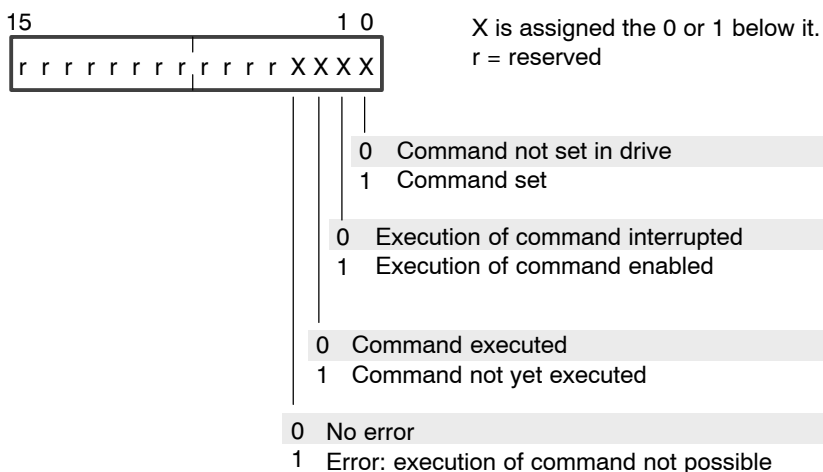 15 1 0
X is assigned the 0 or 1 below it.
r r r r r r r r r r r r X X X X
r = reserved
0 Command not set in drive
1 Command set
0 Execution of command interrupted
1 Execution of command enabled
0 Command executed
1 Command not yet executed
0 No error
1 Error: execution of command not possible